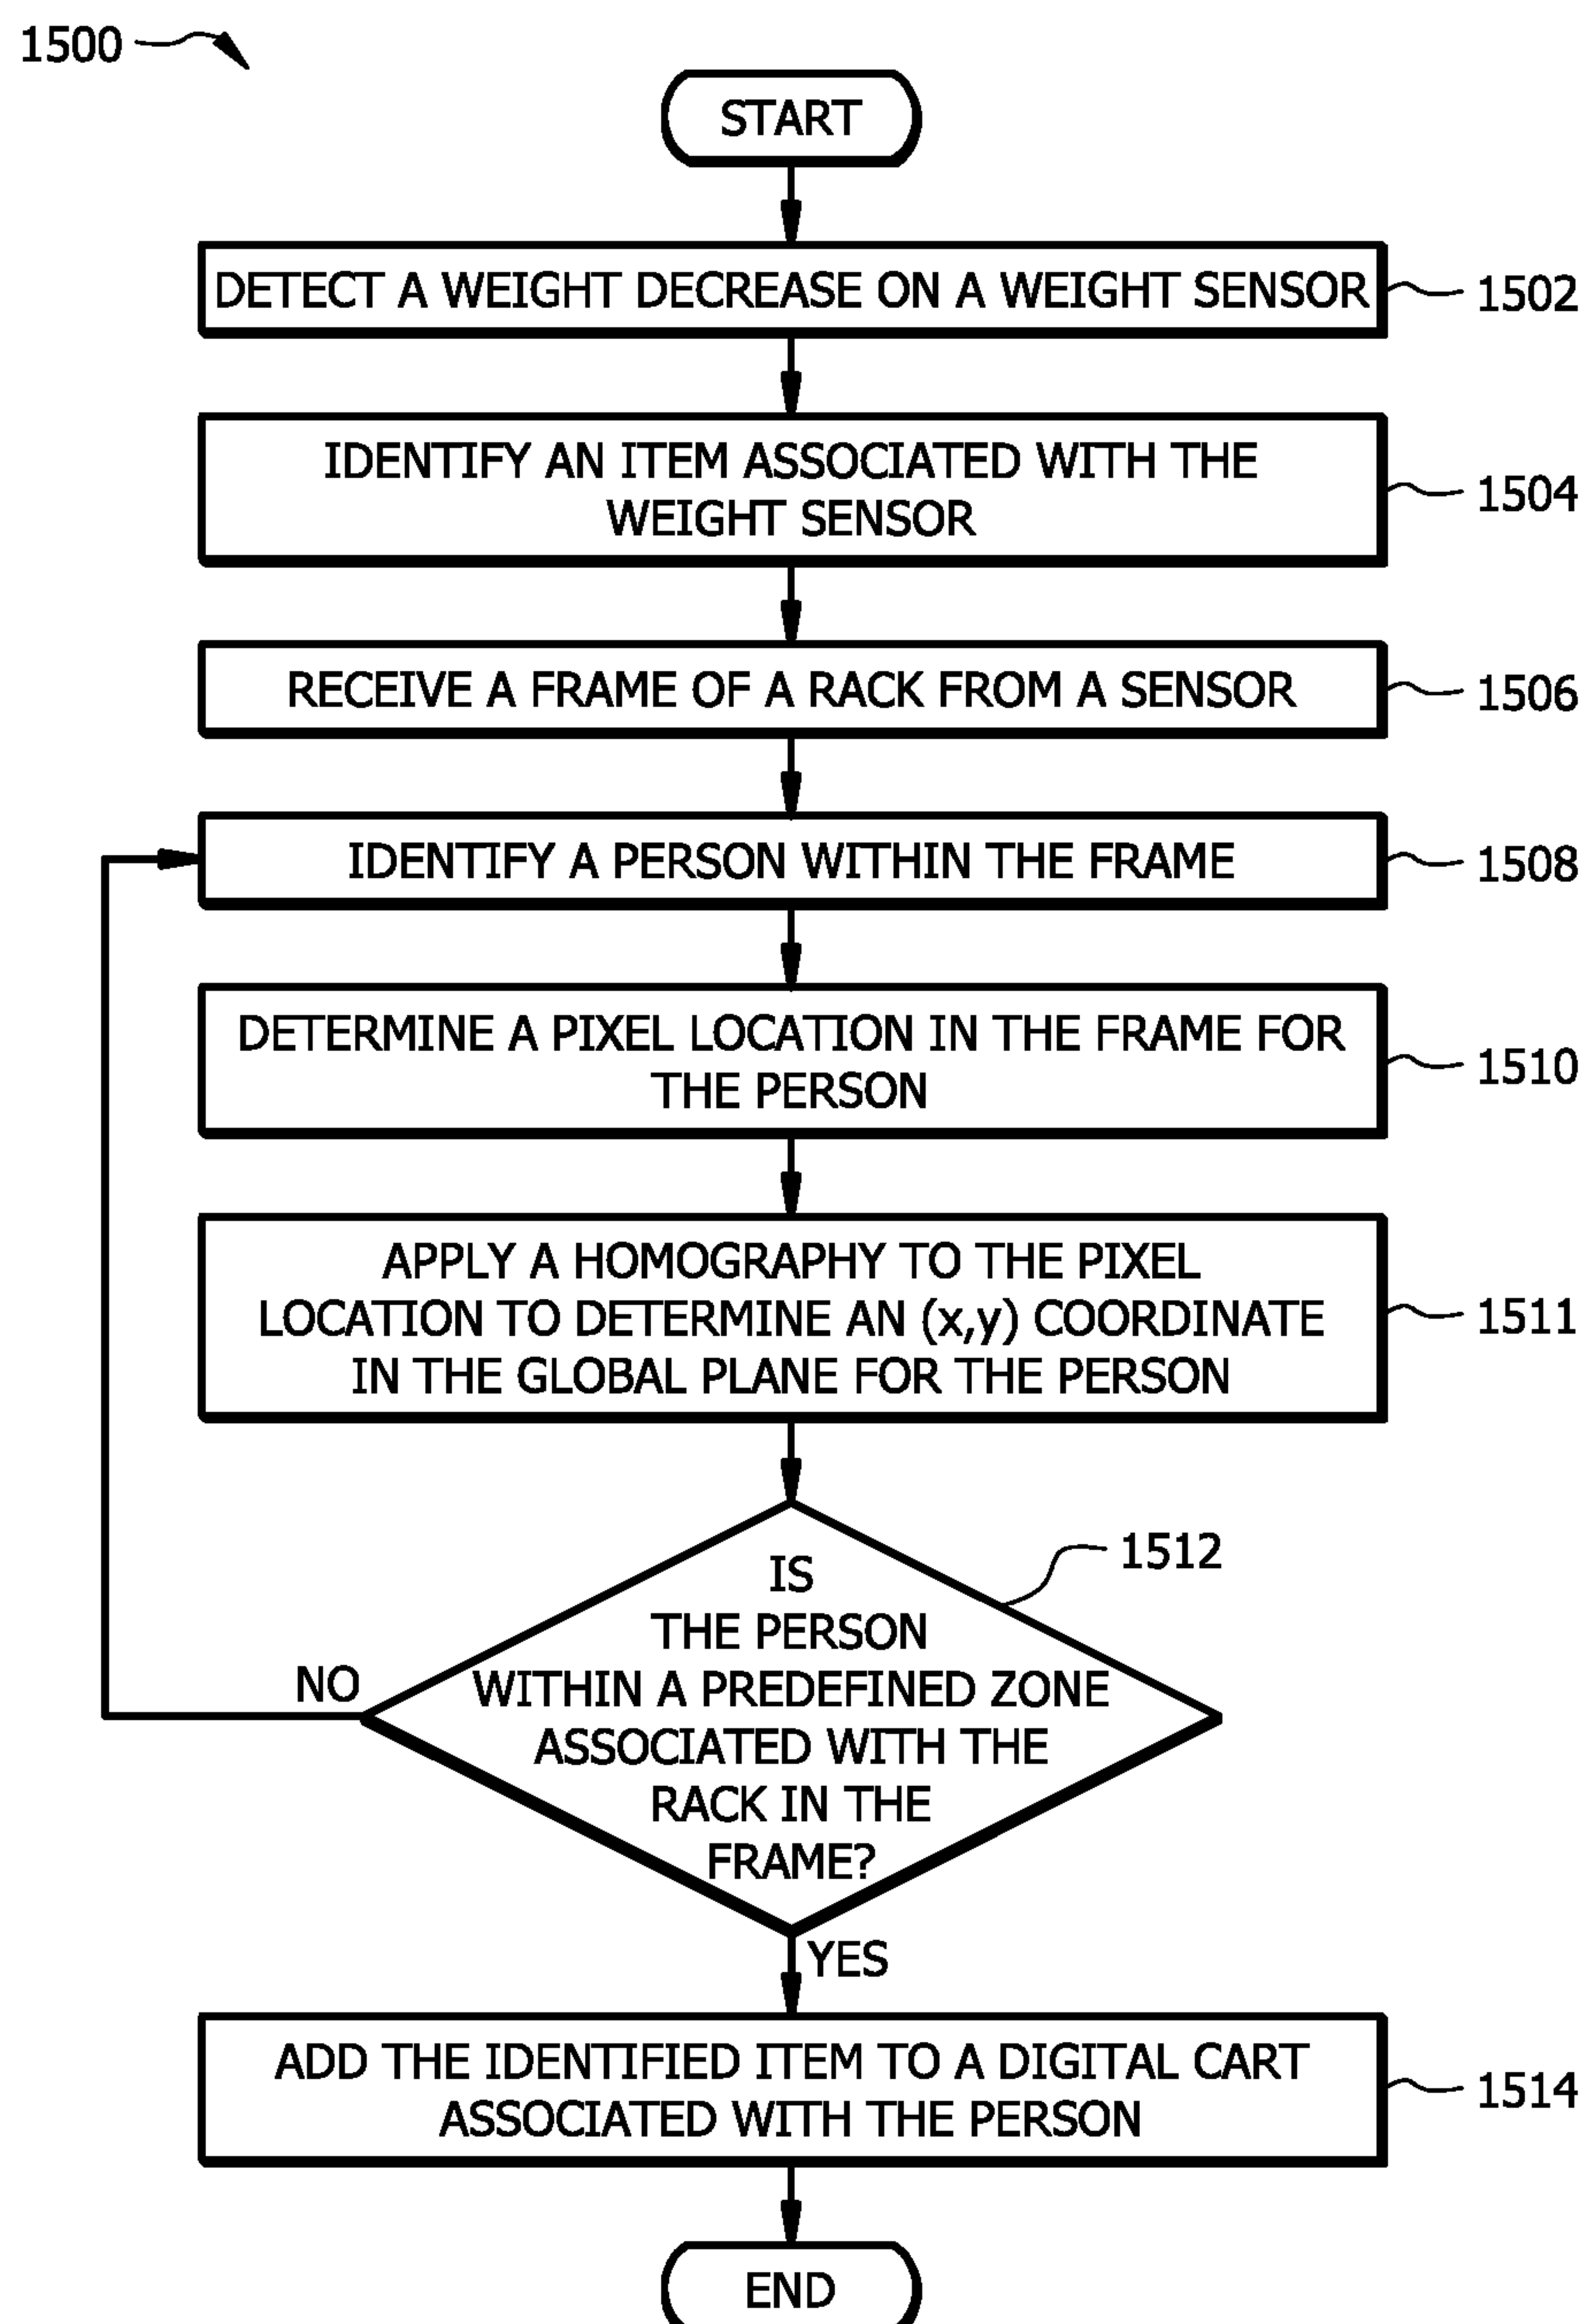 1500
START
DETECT A WEIGHT DECREASE ON A WEIGHT SENSOR
1502
IDENTIFY AN ITEM ASSOCIATED WITH THE
WEIGHT SENSOR
1504
RECEIVE A FRAME OF A RACK FROM A SENSOR
1506
IDENTIFY A PERSON WITHIN THE FRAME
1508
DETERMINE A PIXEL LOCATION IN THE FRAME FOR
THE PERSON
1510
APPLY A HOMOGRAPHY TO THE PIXEL
LOCATION TO DETERMINE AN (x,y) COORDINATE
IN THE GLOBAL PLANE FOR THE PERSON
1511
IS
THE PERSON
WITHIN A PREDEFINED ZONE
ASSOCIATED WITH THE
RACK IN THE
FRAME?
1512
NO
YES
ADD THE IDENTIFIED ITEM TO A DIGITAL CART
ASSOCIATED WITH THE PERSON
1514
END